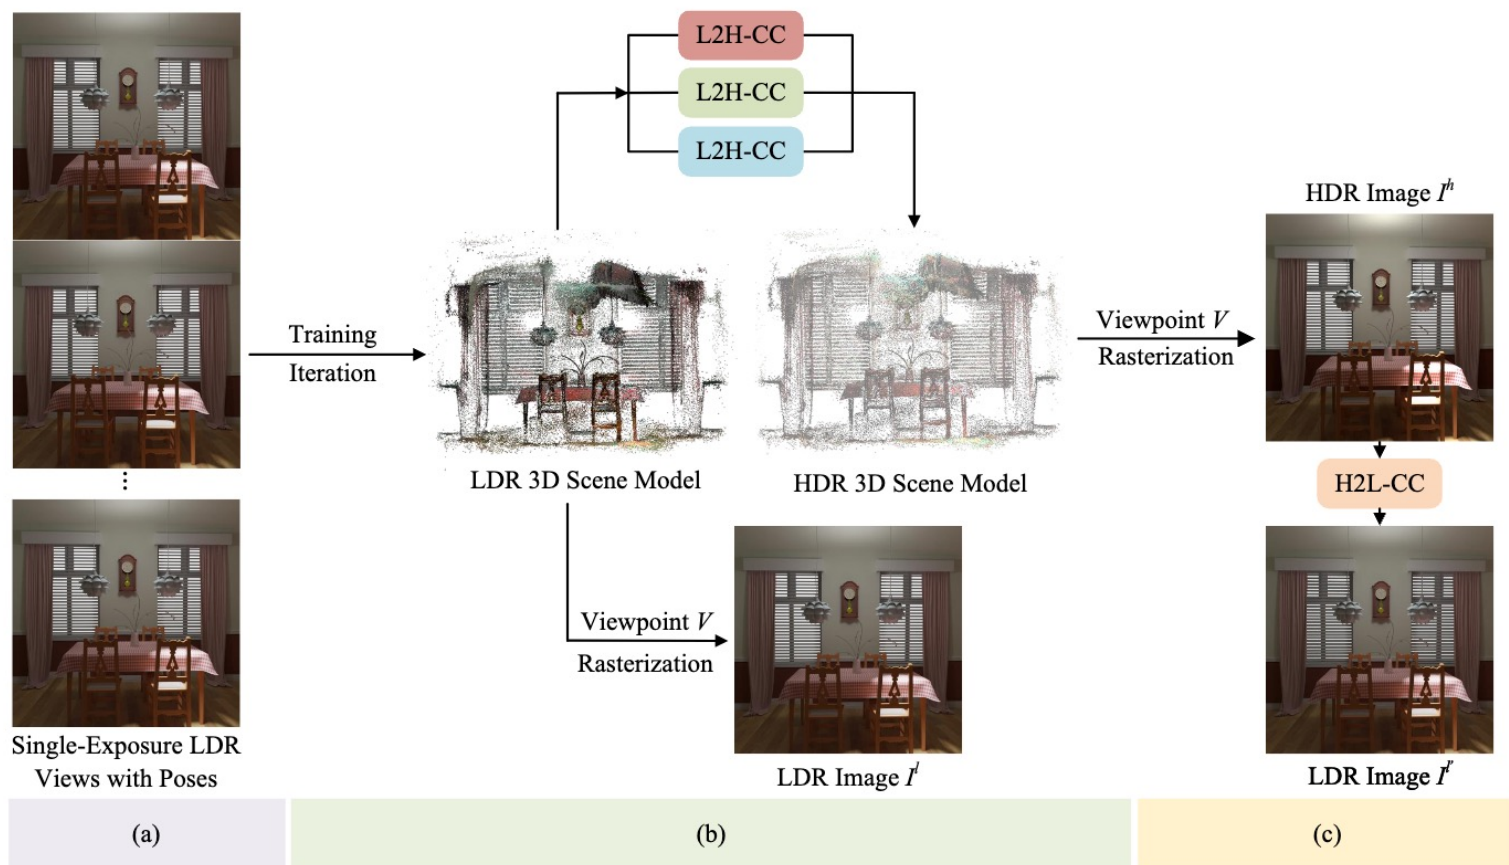 L2H-CC
L2H-CC
L2H-CC
HDR Image I^h
Training
Iteration
Viewpoint V
Rasterization
LDR 3D Scene Model
HDR 3D Scene Model
H2L-CC
⋮
Viewpoint V
Rasterization
Single-Exposure LDR
Views with Poses
LDR Image I^l
LDR Image I^l'
(a)
(b)
(c)